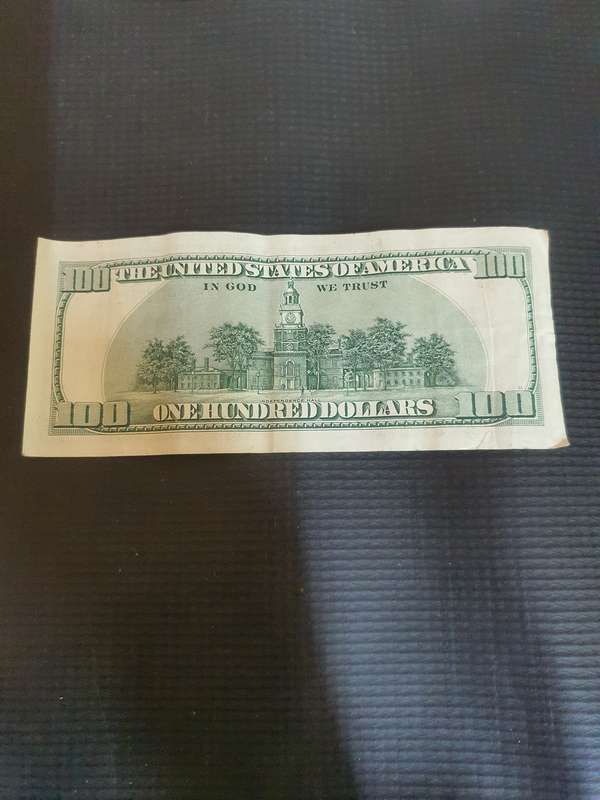 100 THE UNITED STATES OF AMERICA 100
IN GOD WE TRUST
INDEPENDENCE HALL
100 ONE HUNDRED DOLLARS 100